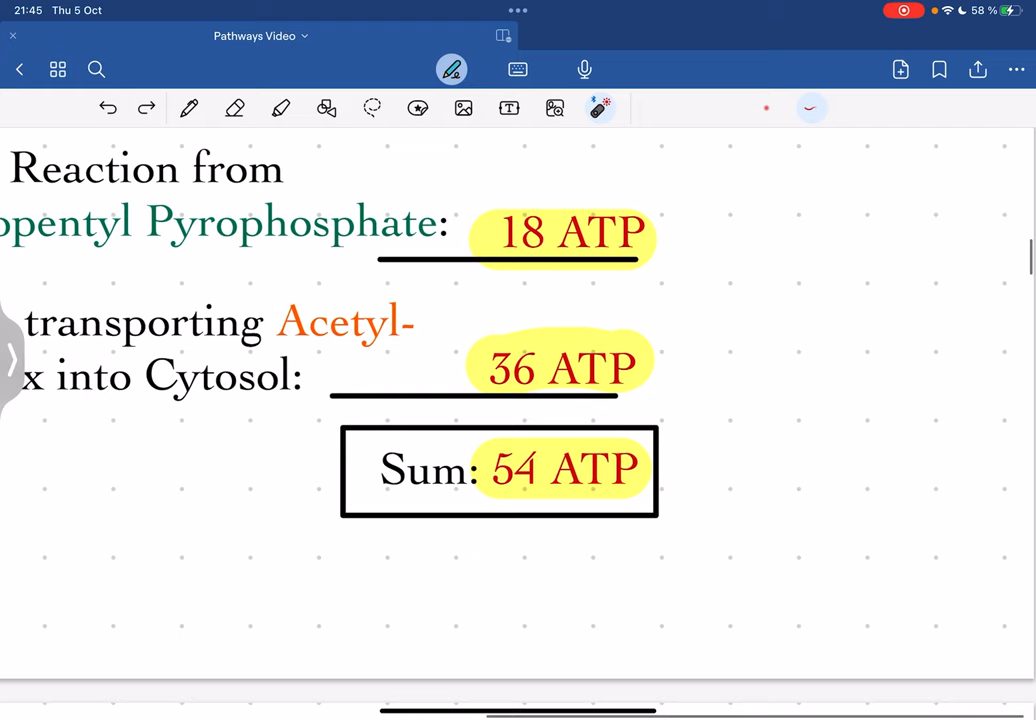 21:45 Thu 5 Oct
58 %
Pathways Video
Reaction from
opentyl Pyrophosphate: 18 ATP
transporting Acetyl-
x into Cytosol: 36 ATP
Sum: 54 ATP